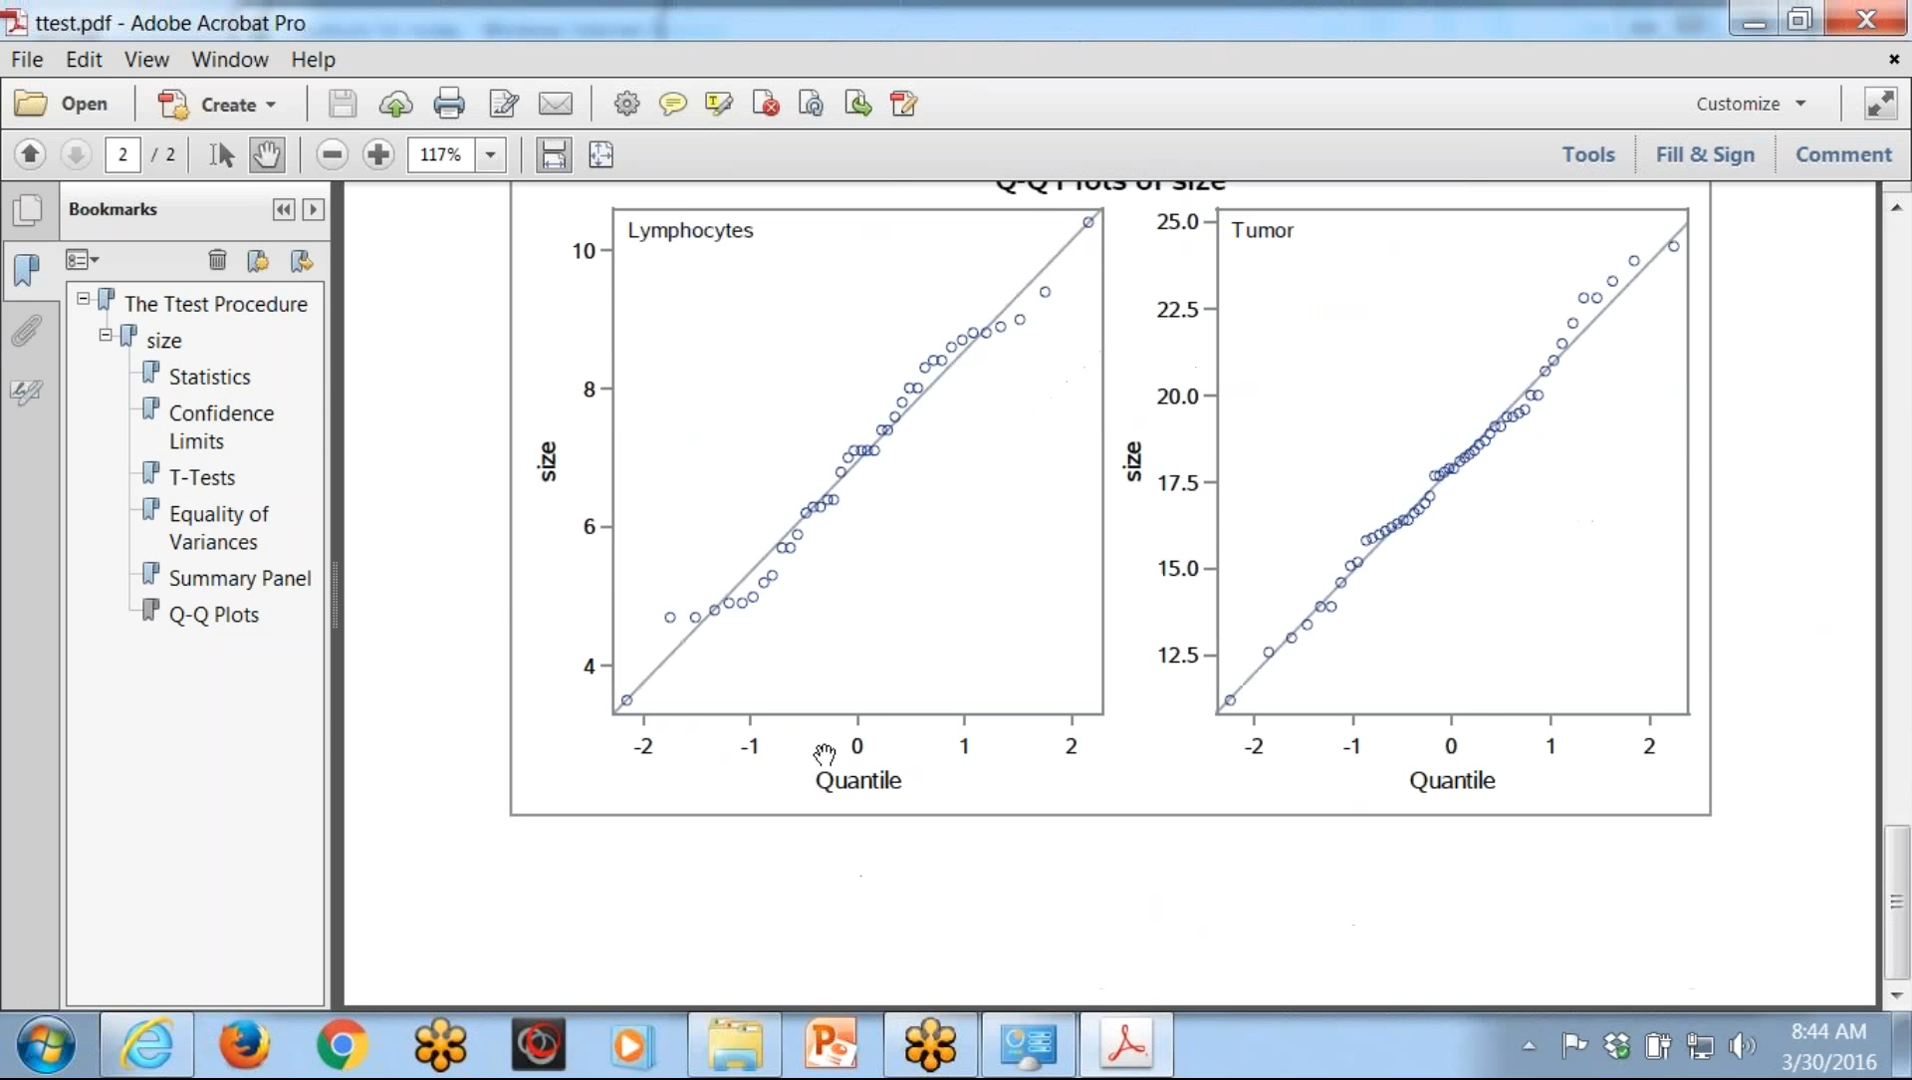 ttest.pdf - Adobe Acrobat Pro
File Edit View Window Help
Open Create Customize
2 / 2 117% Tools Fill & Sign Comment
Bookmarks
The Ttest Procedure
size
Statistics
Confidence
Limits
T-Tests
Equality of
Variances
Summary Panel
Q-Q Plots
Q-Q Plots of size
Lymphocytes
10
8
6
4
size
-2 -1 0 1 2
Quantile
Tumor
25.0
22.5
20.0
17.5
15.0
12.5
size
-2 -1 0 1 2
Quantile
8:44 AM
3/30/2016